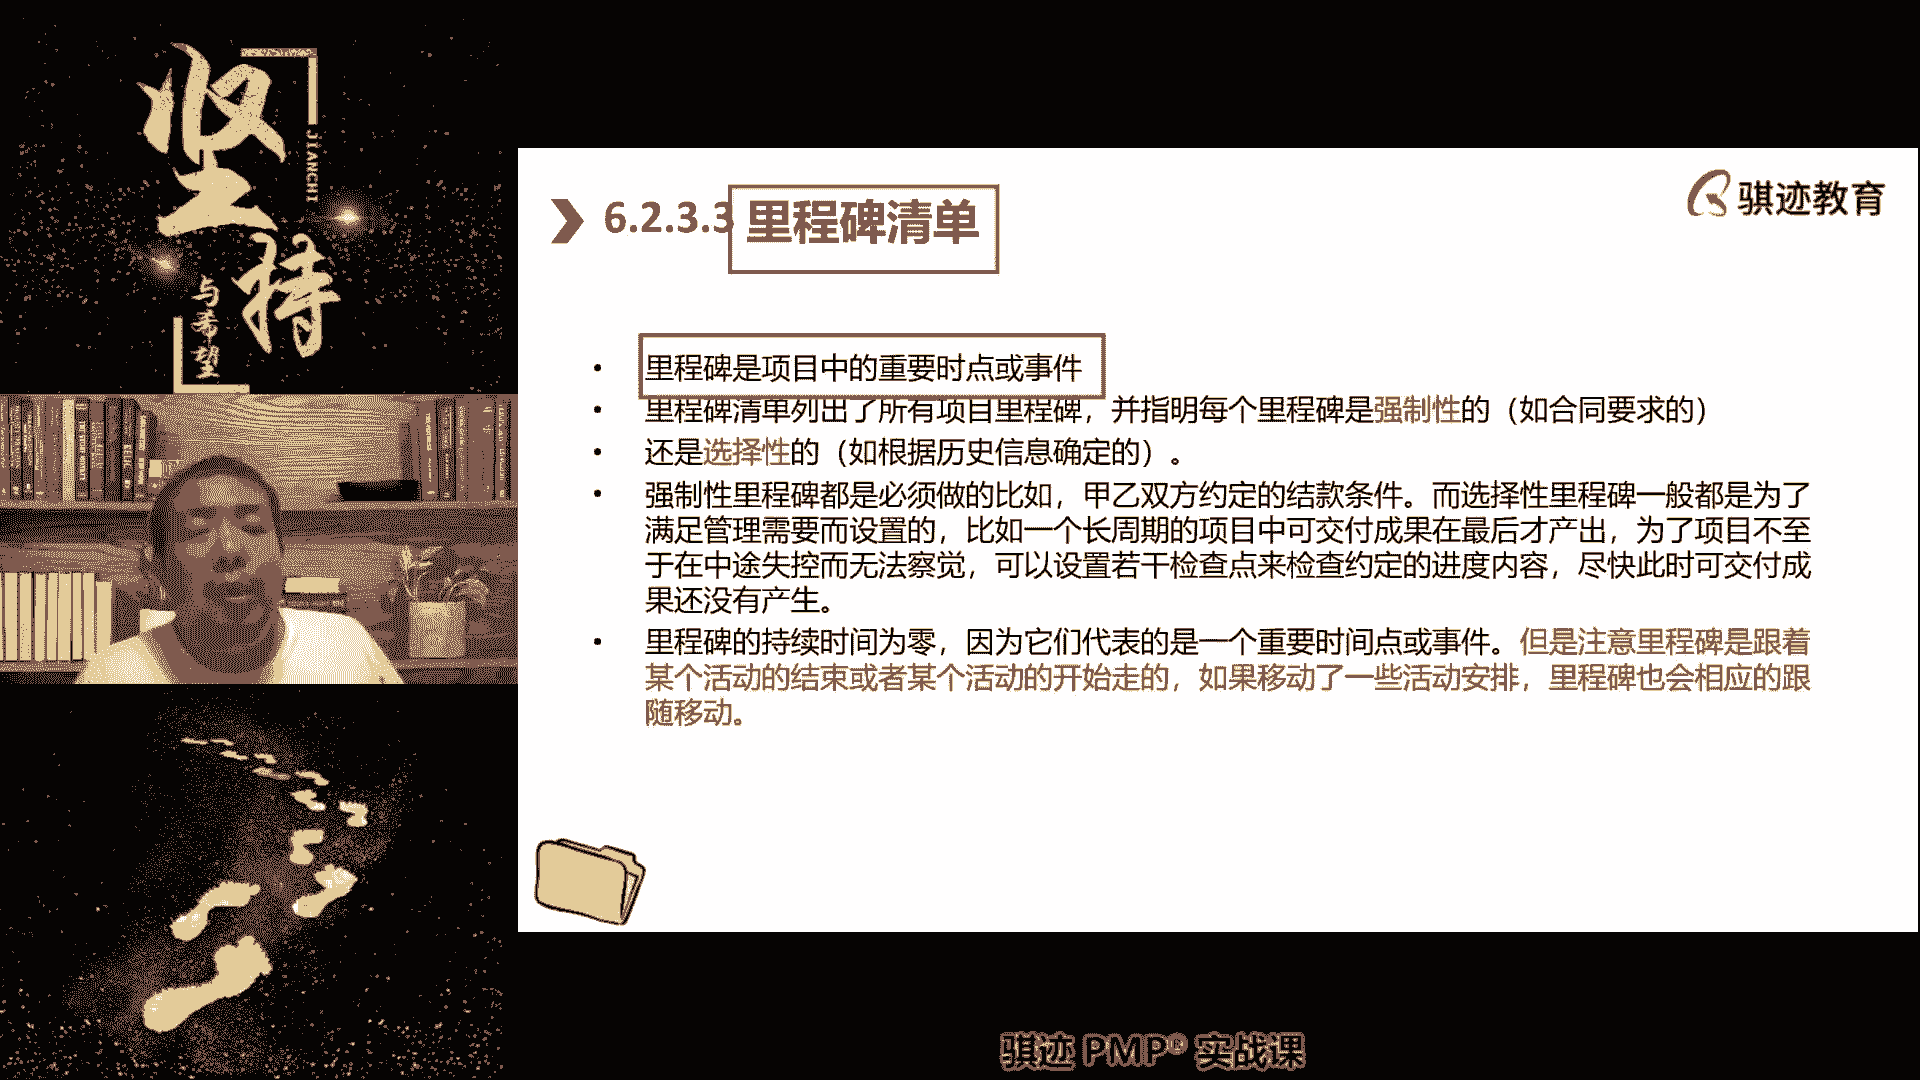 坚持
JIANCHI
与希望
骐迹教育
6.2.3.3 里程碑清单
• 里程碑是项目中的重要时点或事件
• 里程碑清单列出了所有项目里程碑，并指明每个里程碑是强制性的（如合同要求的）
• 还是选择性的（如根据历史信息确定的）。
• 强制性里程碑都是必须做的比如，甲乙双方约定的结款条件。而选择性里程碑一般都是为了
满足管理需要而设置的，比如一个长周期的项目中可交付成果在最后才产出，为了项目不至
于在中途失控而无法察觉，可以设置若干检查点来检查约定的进度内容，尽快此时可交付成
果还没有产生。
• 里程碑的持续时间为零，因为它们代表的是一个重要时间点或事件。但是注意里程碑是跟着
某个活动的结束或者某个活动的开始走的，如果移动了一些活动安排，里程碑也会相应的跟
随移动。
骐迹 PMP® 实战课